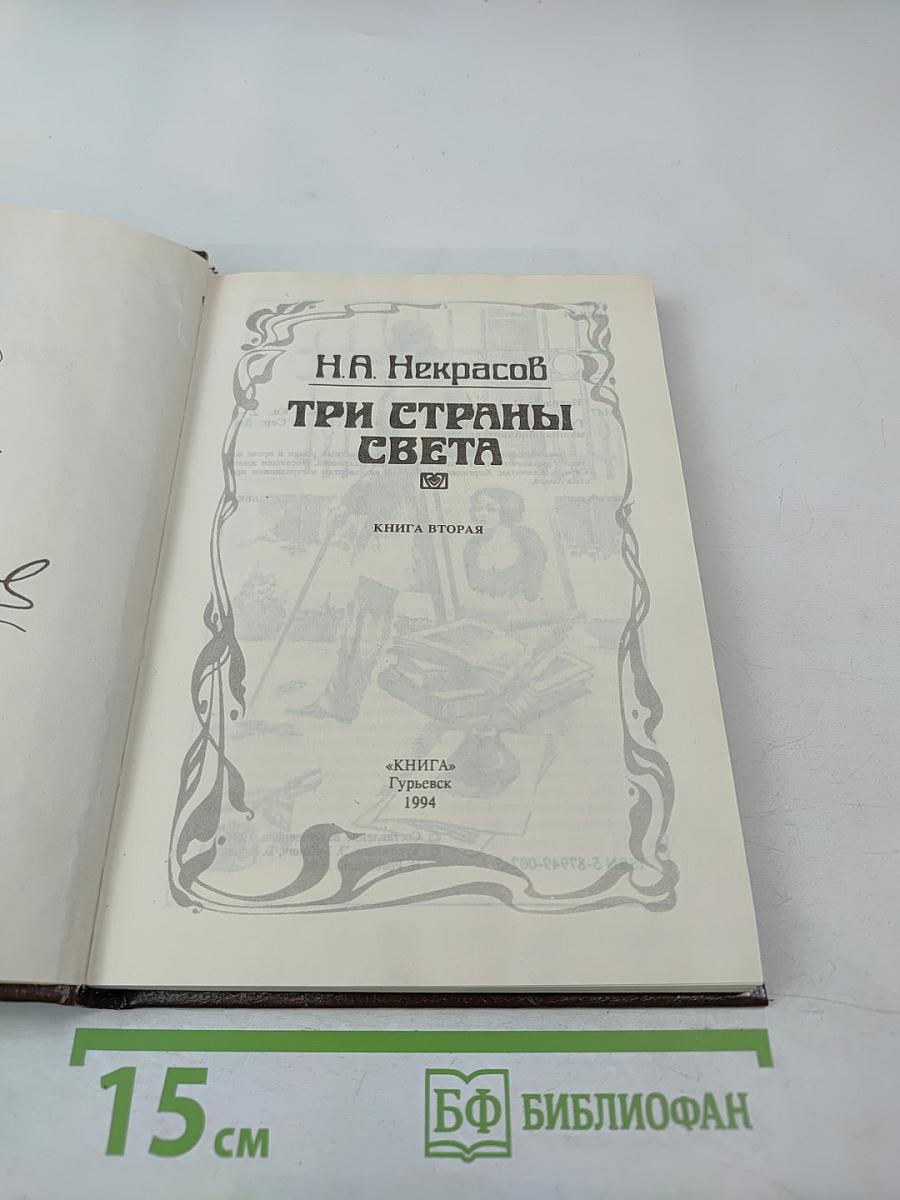 Н.А. Некрасов
ТРИ СТРАНЫ
СВЕТА
КНИГА ВТОРАЯ
«КНИГА»
Гурьевск
1994
15 см
БФ БИБЛИОФАН